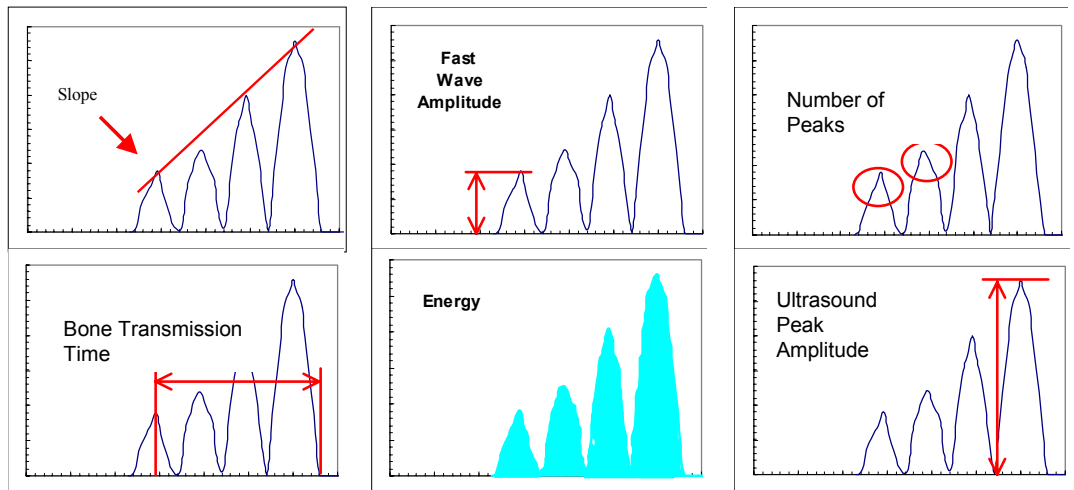 Slope
Fast
Wave
Amplitude
Number of
Peaks
Bone Transmission
Time
Energy
Ultrasound
Peak
Amplitude